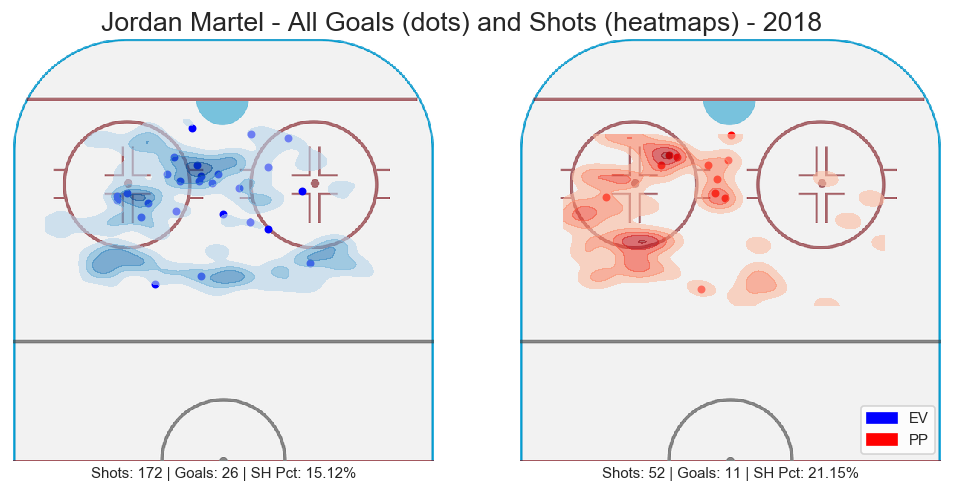 Jordan Martel - All Goals (dots) and Shots (heatmaps) - 2018
EV
PP
Shots: 172 | Goals: 26 | SH Pct: 15.12%
Shots: 52 | Goals: 11 | SH Pct: 21.15%